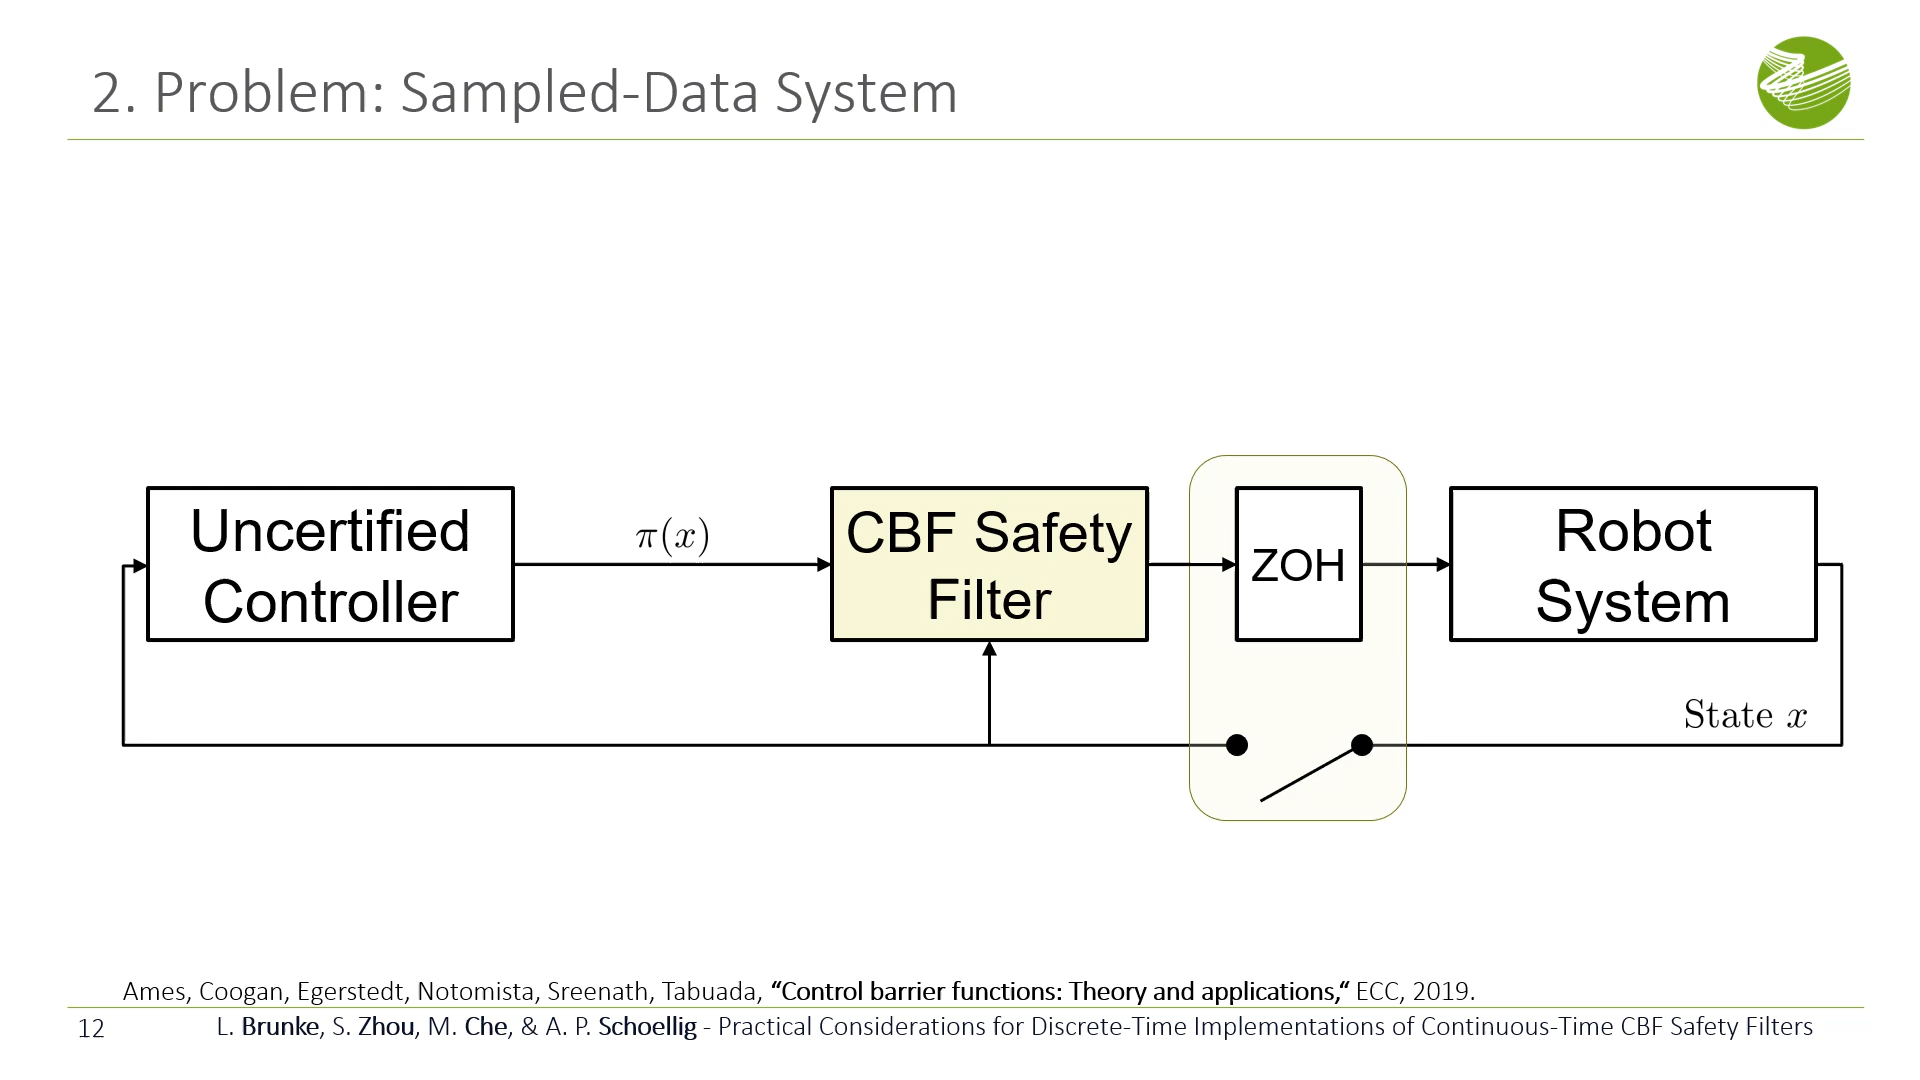 2. Problem: Sampled-Data System
Uncertified
Controller
π(x)
CBF Safety
Filter
ZOH
Robot
System
State x
Ames, Coogan, Egerstedt, Notomista, Sreenath, Tabuada, “Control barrier functions: Theory and applications,“ ECC, 2019.
12
L. Brunke, S. Zhou, M. Che, & A. P. Schoellig - Practical Considerations for Discrete-Time Implementations of Continuous-Time CBF Safety Filters